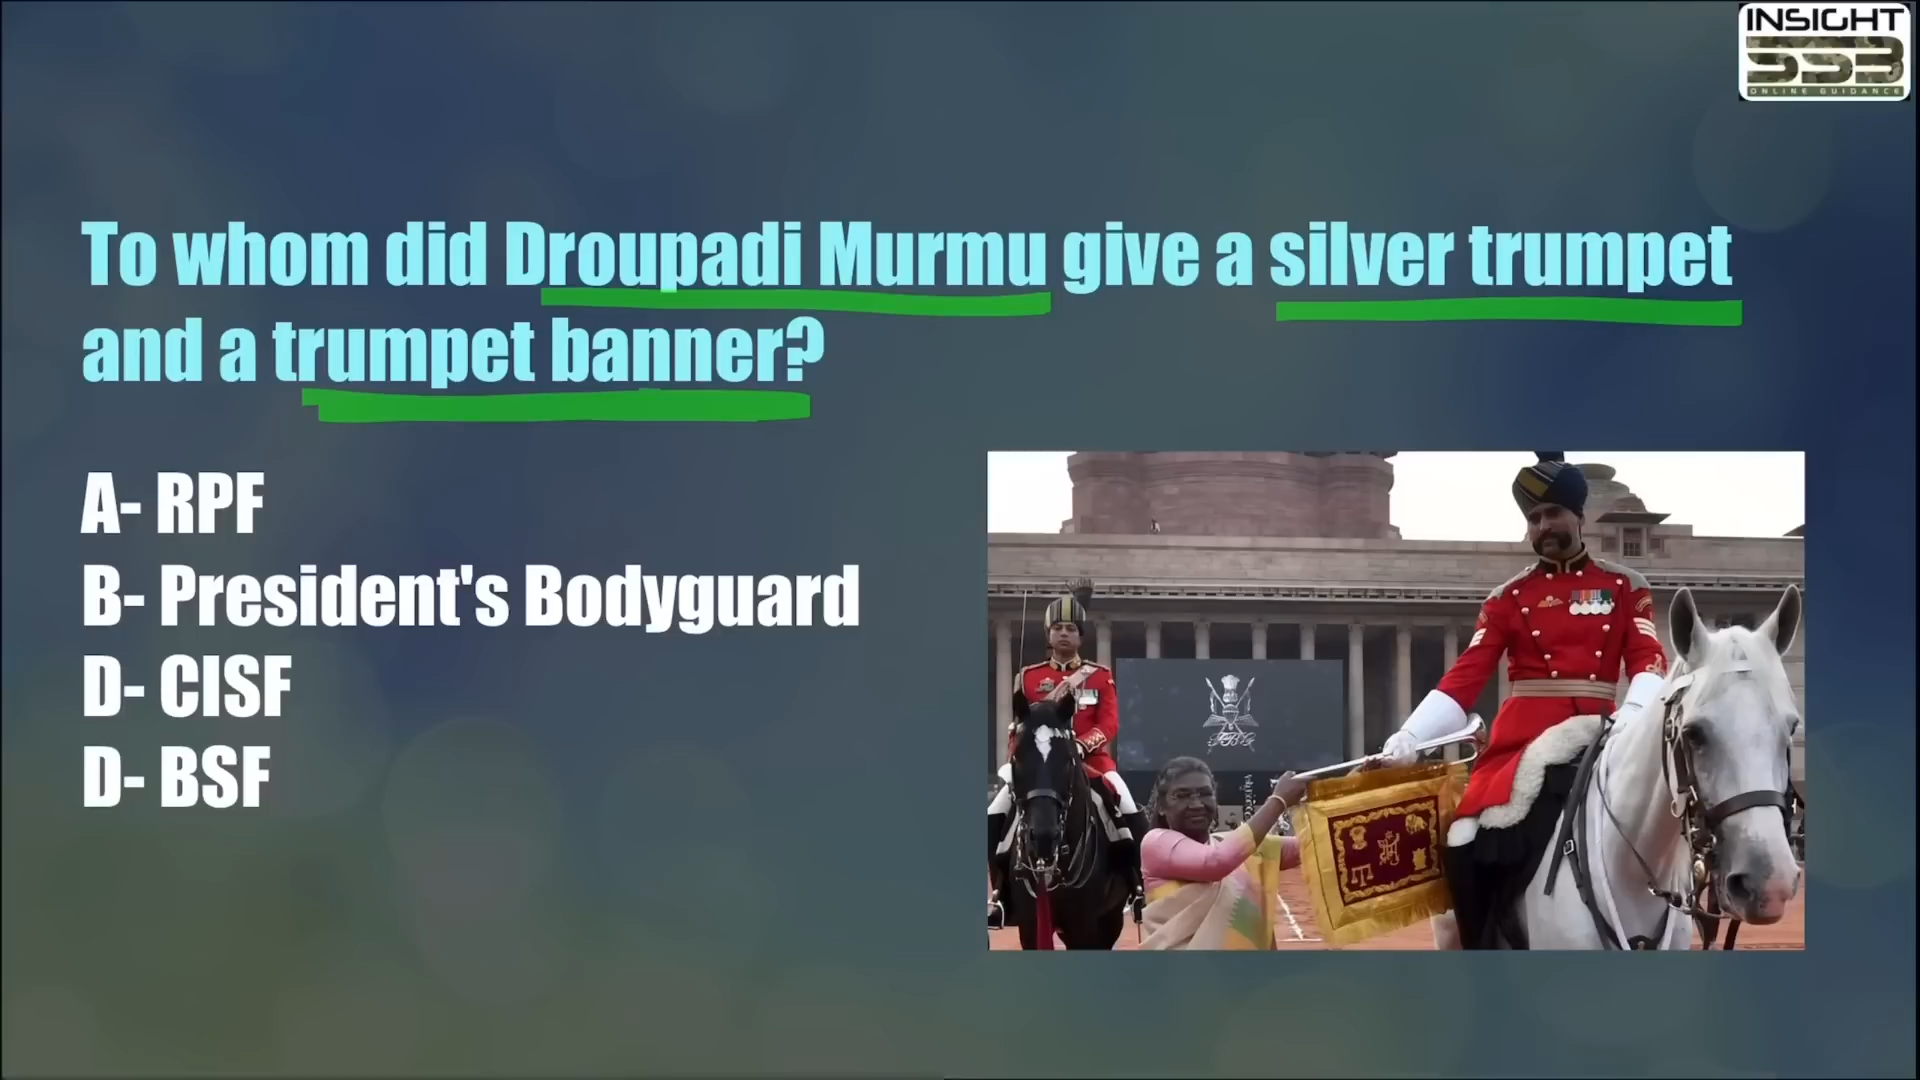 INSIGHT
SSB
ONLINE GUIDANCE
To whom did Droupadi Murmu give a silver trumpet
and a trumpet banner?
A- RPF
B- President's Bodyguard
D- CISF
D- BSF